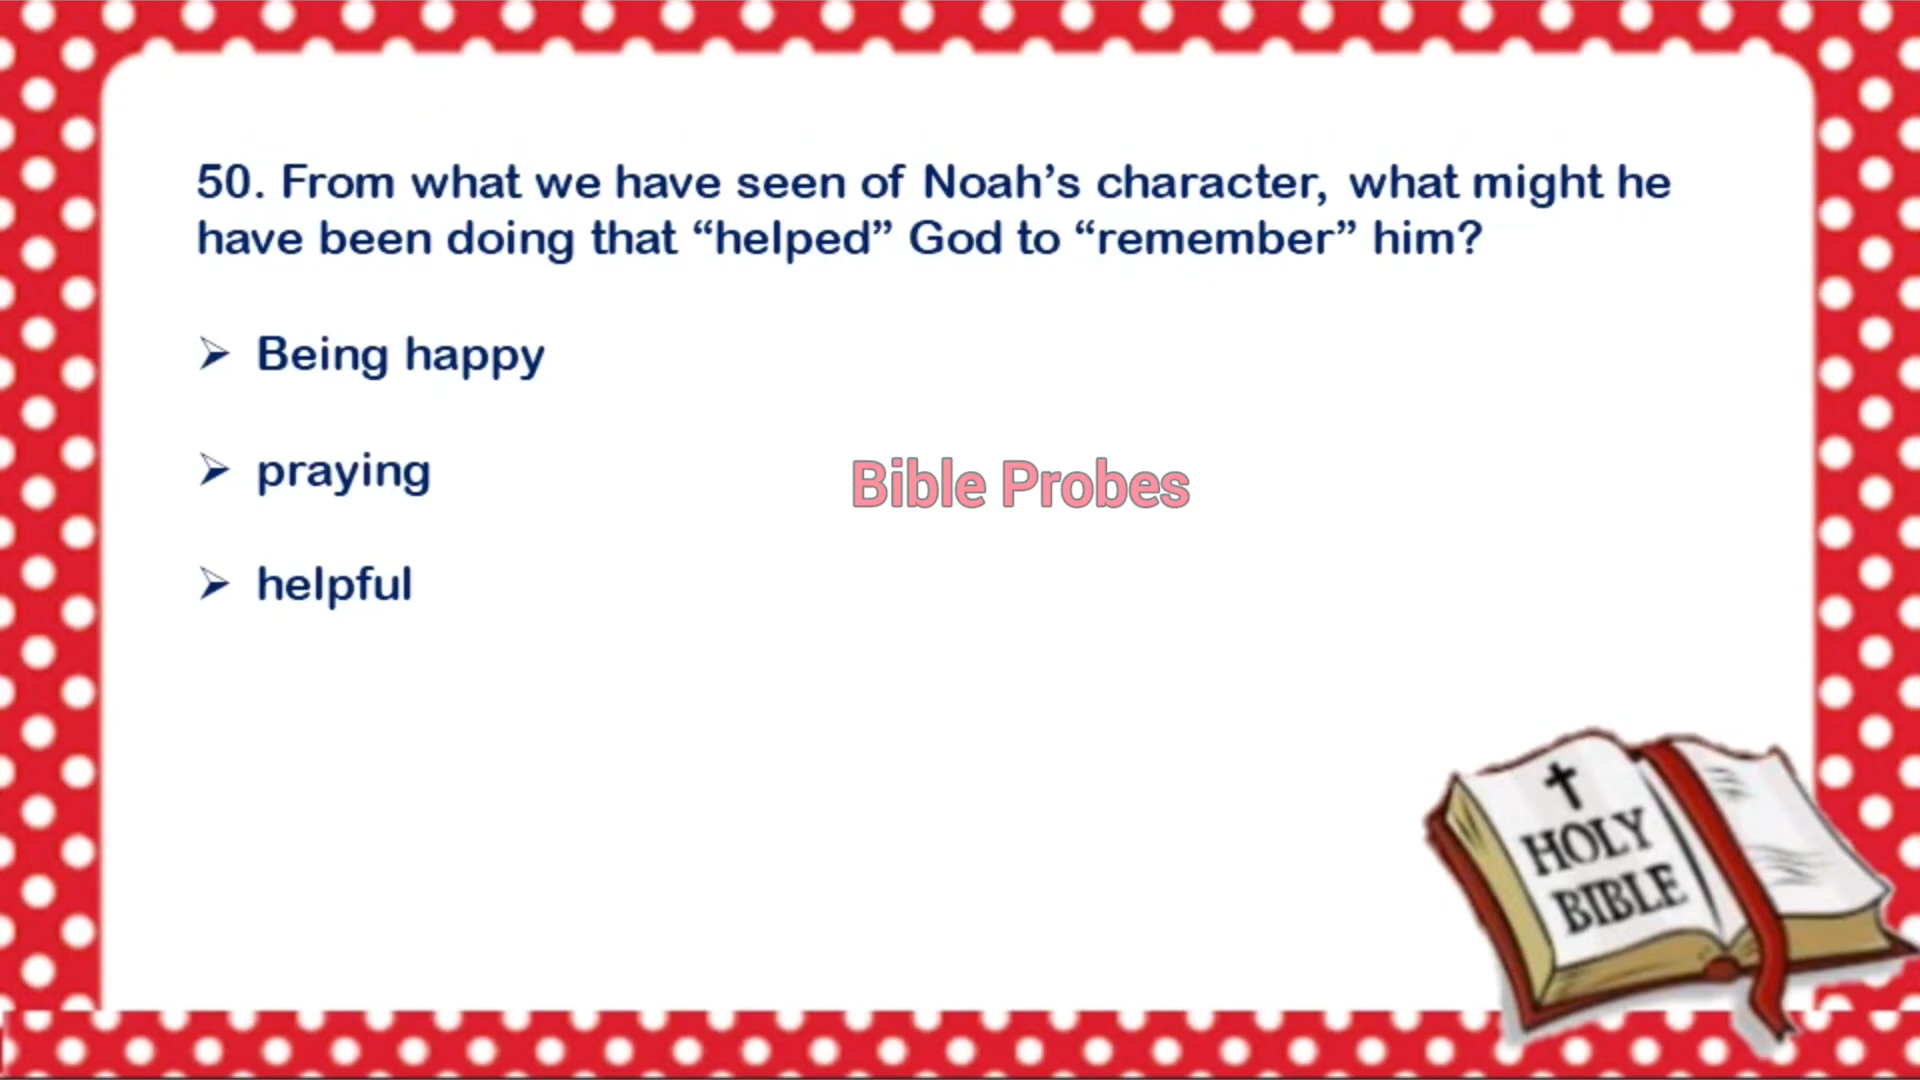 50. From what we have seen of Noah’s character, what might he
have been doing that “helped” God to “remember” him?
➢ Being happy
➢ praying
Bible Probes
➢ helpful
HOLY
BIBLE